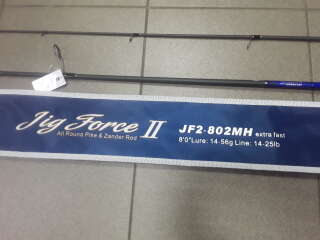 Jig Force II
All Round Pike & Zander Rod
JF2-802MH extra fast
8'0"Lure: 14-56g Line: 14-25lb